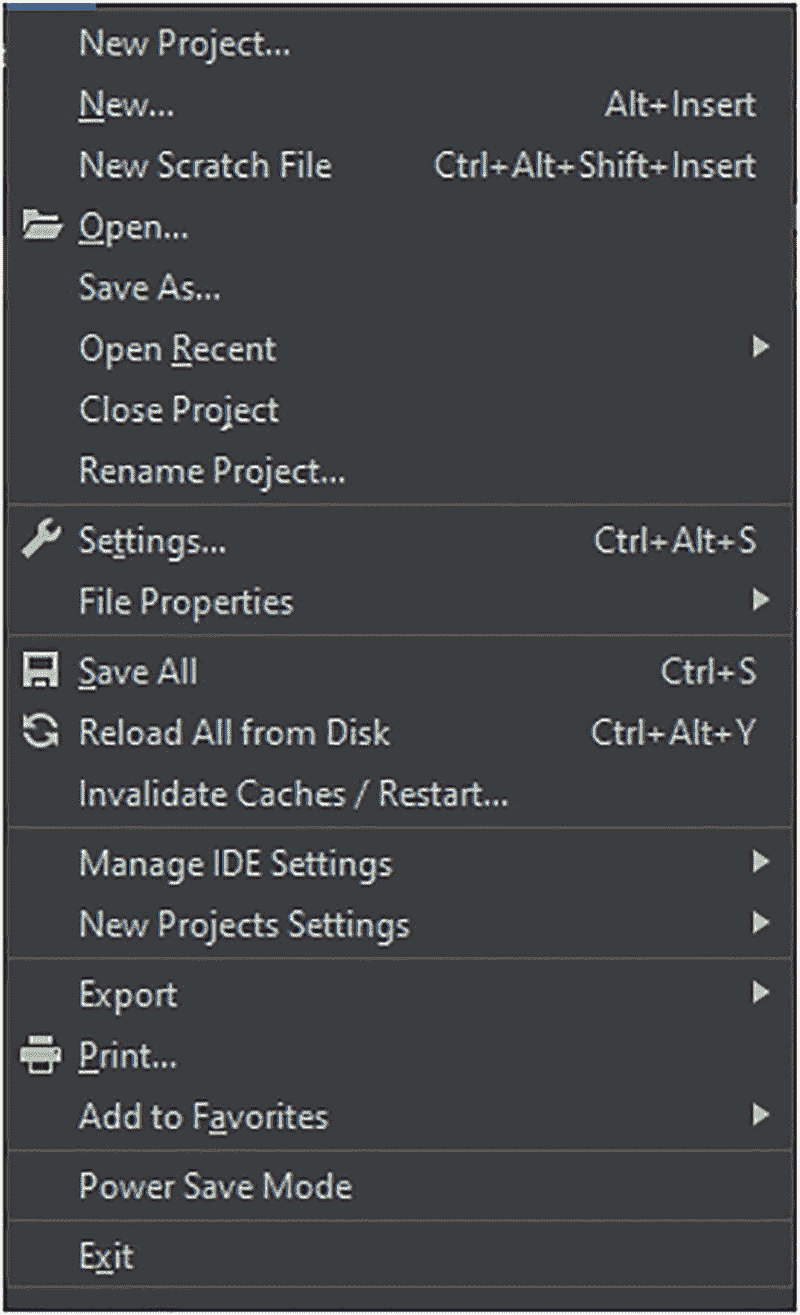 New Project...
New... Alt+Insert
New Scratch File Ctrl+Alt+Shift+Insert
Open...
Save As...
Open Recent
Close Project
Rename Project...
Settings... Ctrl+Alt+S
File Properties
Save All Ctrl+S
Reload All from Disk Ctrl+Alt+Y
Invalidate Caches / Restart...
Manage IDE Settings
New Projects Settings
Export
Print...
Add to Favorites
Power Save Mode
Exit